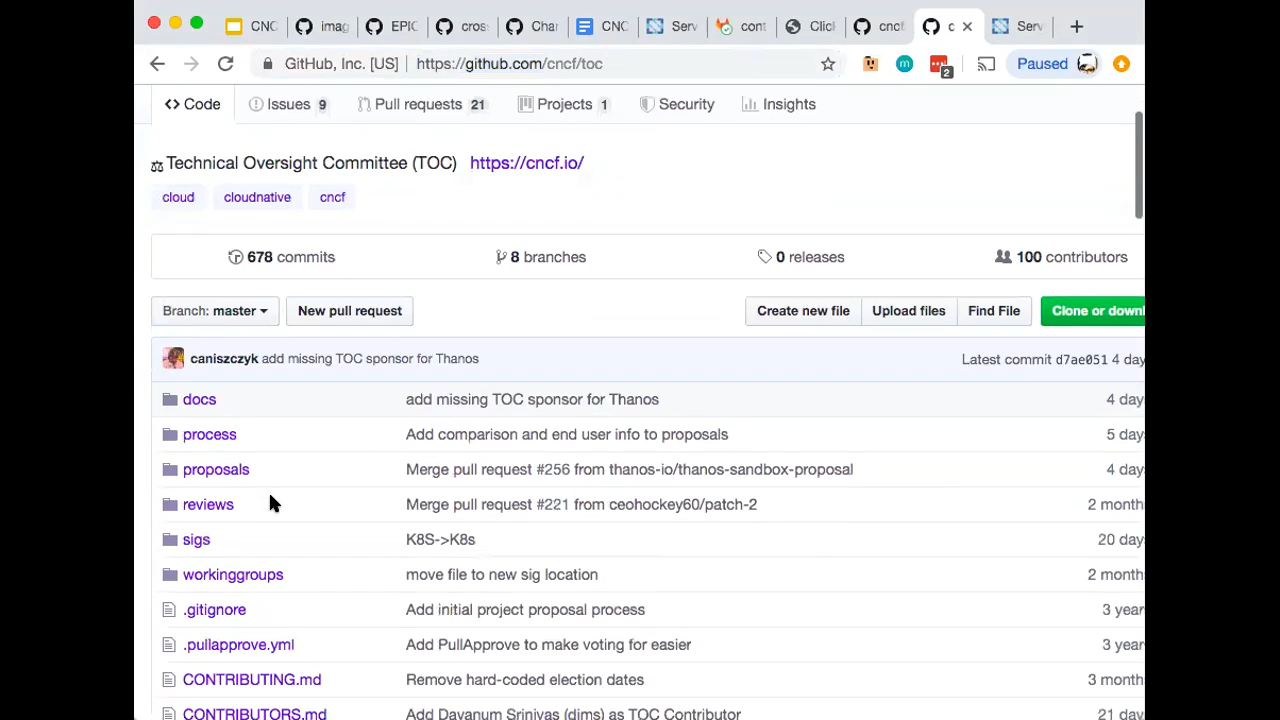 CNC imag EPIC cross Char CNC Serv cont Click cncf c Serv
GitHub, Inc. [US] https://github.com/cncf/toc 2 Paused
Code Issues 9 Pull requests 21 Projects 1 Security Insights
Technical Oversight Committee (TOC) https://cncf.io/
cloud cloudnative cncf
678 commits 8 branches 0 releases 100 contributors
Branch: master New pull request Create new file Upload files Find File Clone or downl
caniszczyk add missing TOC sponsor for Thanos Latest commit d7ae051 4 day
docs add missing TOC sponsor for Thanos 4 day
process Add comparison and end user info to proposals 5 day
proposals Merge pull request #256 from thanos-io/thanos-sandbox-proposal 4 day
reviews Merge pull request #221 from ceohockey60/patch-2 2 month
sigs K8S->K8s 20 day
workinggroups move file to new sig location 2 month
.gitignore Add initial project proposal process 3 year
.pullapprove.yml Add PullApprove to make voting for easier 3 year
CONTRIBUTING.md Remove hard-coded election dates 3 month
CONTRIBUTORS.md Add Davanum Srinivas (dims) as TOC Contributor 21 day